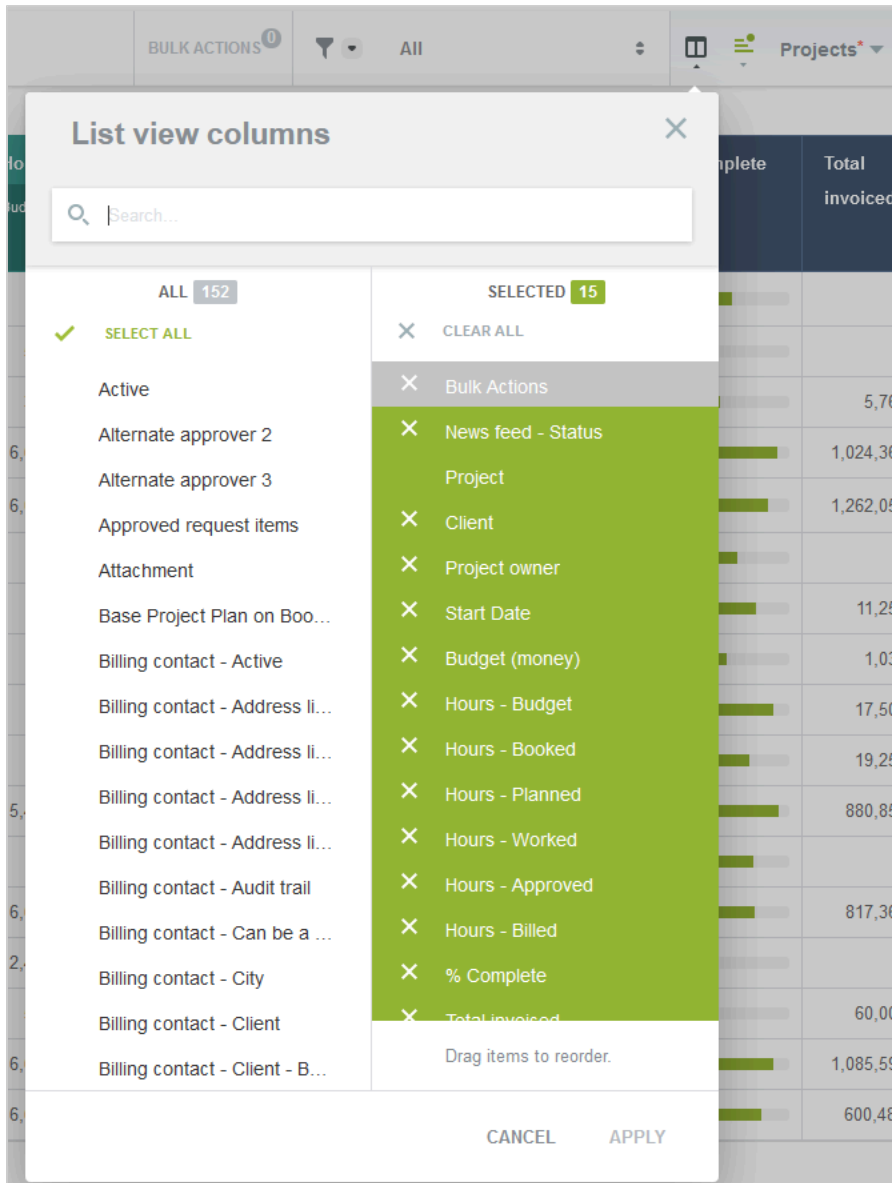 BULK ACTIONS 0
All
Projects*
List view columns
Search...
plete
Total
invoiced
ALL 152
SELECTED 15
SELECT ALL
CLEAR ALL
Active
Alternate approver 2
Alternate approver 3
Approved request items
Attachment
Base Project Plan on Boo...
Billing contact - Active
Billing contact - Address li...
Billing contact - Address li...
Billing contact - Address li...
Billing contact - Address li...
Billing contact - Audit trail
Billing contact - Can be a ...
Billing contact - City
Billing contact - Client
Billing contact - Client - B...
Bulk Actions
News feed - Status
Project
Client
Project owner
Start Date
Budget (money)
Hours - Budget
Hours - Booked
Hours - Planned
Hours - Worked
Hours - Approved
Hours - Billed
% Complete
Total invoiced
Drag items to reorder.
5,76
1,024,36
1,262,05
11,25
1,03
17,50
19,25
880,85
817,36
60,00
1,085,59
600,48
CANCEL
APPLY